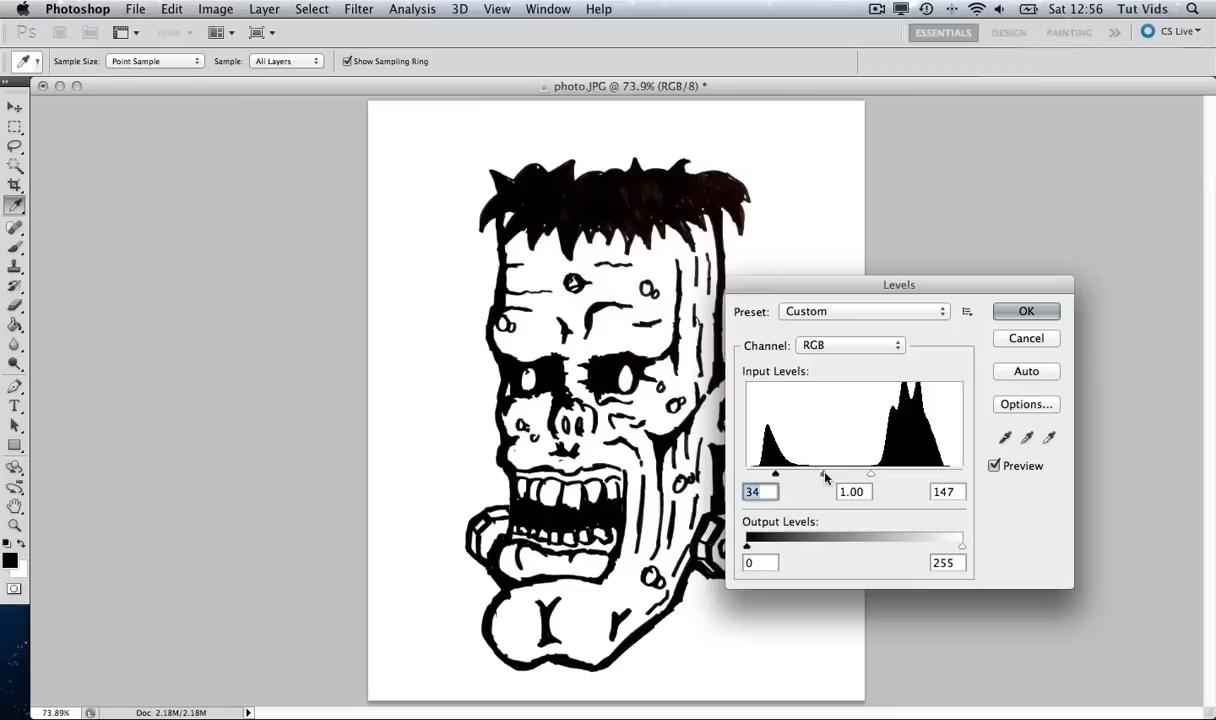 Photoshop File Edit Image Layer Select Filter Analysis 3D View Window Help Sat 12:56 Tut Vids
Ps Mb 100% ESSENTIALS DESIGN PAINTING >> CS Live
Sample Size: Point Sample Sample: All Layers Show Sampling Ring
photo.JPG @ 73.9% (RGB/8) *
Levels
Preset: Custom OK
Cancel
Channel: RGB
Input Levels: Auto
Options...
Preview
34 1.00 147
Output Levels:
0 255
73.89% Doc: 2.18M/2.18M